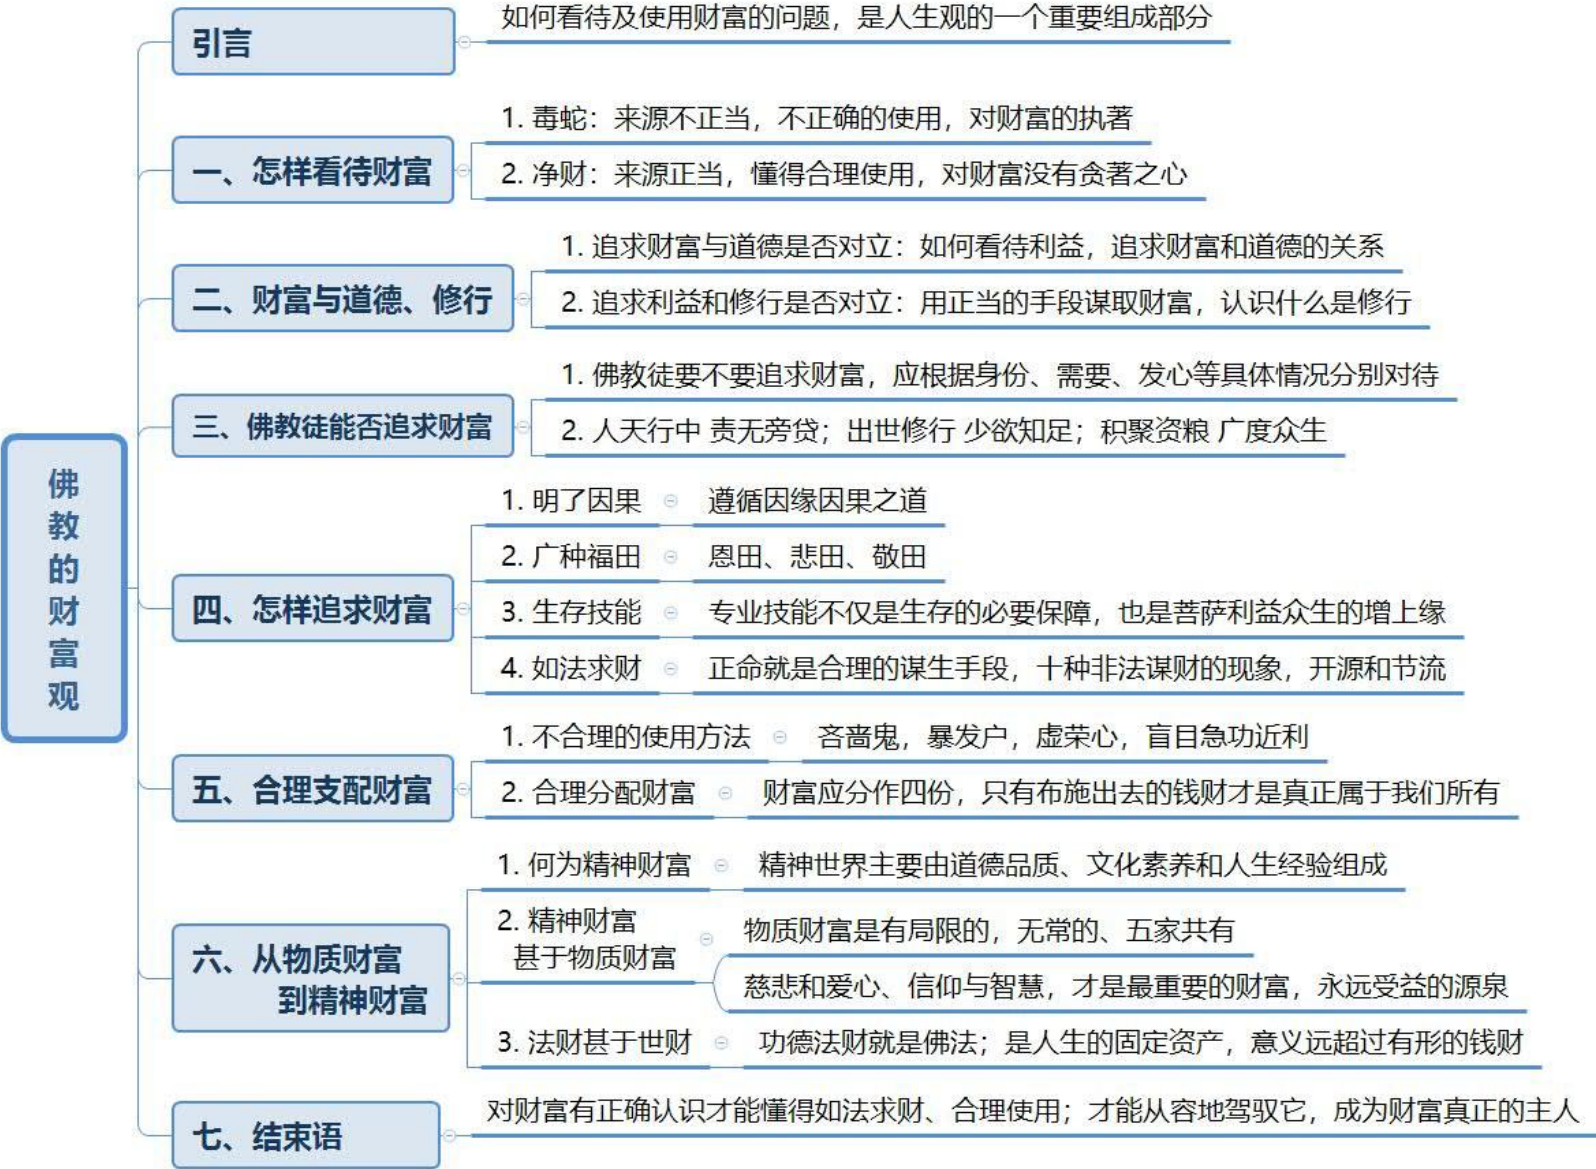 佛教的财富观
引言
如何看待及使用财富的问题，是人生观的一个重要组成部分
一、怎样看待财富
1. 毒蛇：来源不正当，不正确的使用，对财富的执著
2. 净财：来源正当，懂得合理使用，对财富没有贪著之心
二、财富与道德、修行
1. 追求财富与道德是否对立：如何看待利益，追求财富和道德的关系
2. 追求利益和修行是否对立：用正当的手段谋取财富，认识什么是修行
三、佛教徒能否追求财富
1. 佛教徒要不要追求财富，应根据身份、需要、发心等具体情况分别对待
2. 人天行中 责无旁贷；出世修行 少欲知足；积聚资粮 广度众生
四、怎样追求财富
1. 明了因果
遵循因缘因果之道
2. 广种福田
恩田、悲田、敬田
3. 生存技能
专业技能不仅是生存的必要保障，也是菩萨利益众生的增上缘
4. 如法求财
正命就是合理的谋生手段，十种非法谋财的现象，开源和节流
五、合理支配财富
1. 不合理的使用方法
吝啬鬼，暴发户，虚荣心，盲目急功近利
2. 合理分配财富
财富应分作四份，只有布施出去的钱财才是真正属于我们所有
六、从物质财富
到精神财富
1. 何为精神财富
精神世界主要由道德品质、文化素养和人生经验组成
2. 精神财富
甚于物质财富
物质财富是有局限的，无常的、五家共有
慈悲和爱心、信仰与智慧，才是最重要的财富，永远受益的源泉
3. 法财甚于世财
功德法财就是佛法；是人生的固定资产，意义远超过有形的钱财
七、结束语
对财富有正确认识才能懂得如法求财、合理使用；才能从容地驾驭它，成为财富真正的主人